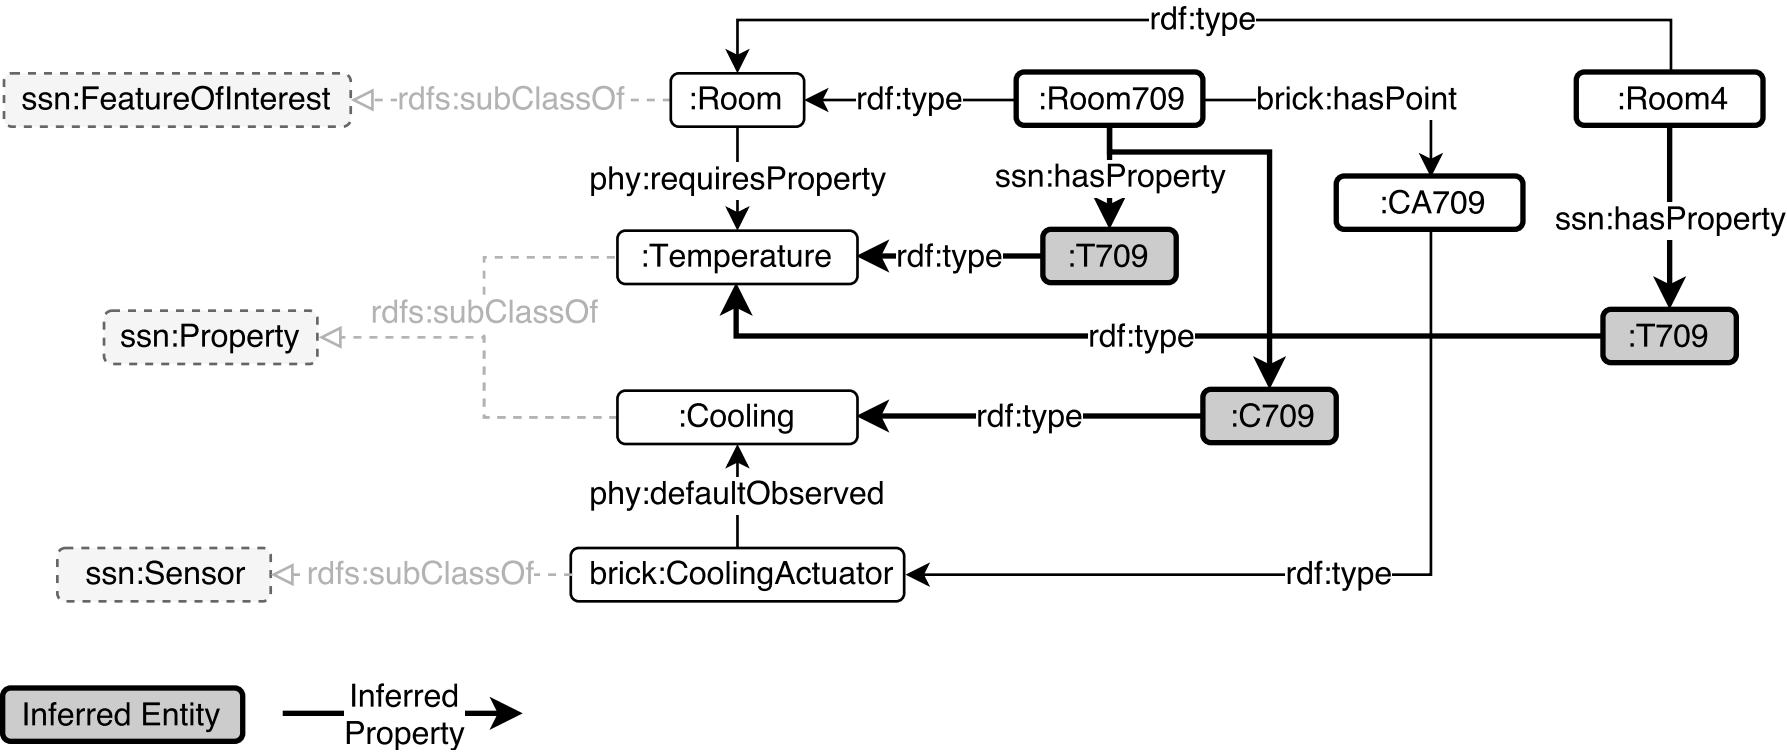 rdf:type
ssn:FeatureOfInterest
rdfs:subClassOf
:Room
rdf:type
:Room709
brick:hasPoint
:Room4
phy:requiresProperty
ssn:hasProperty
:CA709
ssn:hasProperty
:Temperature
rdf:type
:T709
rdfs:subClassOf
ssn:Property
rdf:type
:T709
:Cooling
rdf:type
:C709
phy:defaultObserved
ssn:Sensor
rdfs:subClassOf
brick:CoolingActuator
rdf:type
Inferred Entity
Inferred
Property